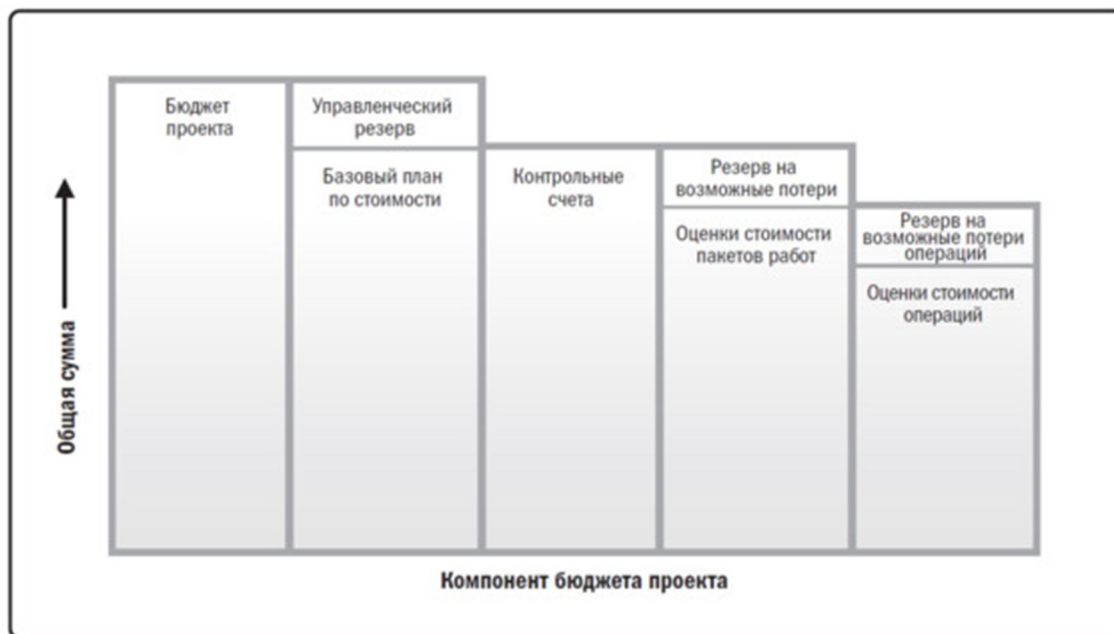 Бюджет
проекта
Управленческий
резерв
Базовый план
по стоимости
Контрольные
счета
Резерв на
возможные потери
Оценки стоимости
пакетов работ
Резерв на
возможные потери
операций
Оценки стоимости
операций
Общая сумма
Компонент бюджета проекта